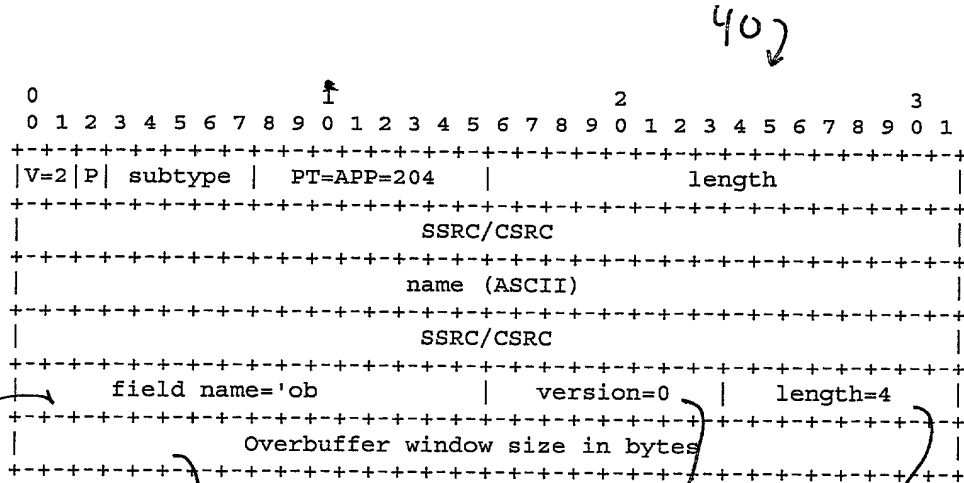 40
0 1 2 3
0 1 2 3 4 5 6 7 8 9 0 1 2 3 4 5 6 7 8 9 0 1 2 3 4 5 6 7 8 9 0 1
+-+-+-+-+-+-+-+-+-+-+-+-+-+-+-+-+-+-+-+-+-+-+-+-+-+-+-+-+-+-+-+-+
|V=2|P| subtype | PT=APP=204 | length |
+-+-+-+-+-+-+-+-+-+-+-+-+-+-+-+-+-+-+-+-+-+-+-+-+-+-+-+-+-+-+-+-+
| SSRC/CSRC |
+-+-+-+-+-+-+-+-+-+-+-+-+-+-+-+-+-+-+-+-+-+-+-+-+-+-+-+-+-+-+-+-+
| name (ASCII) |
+-+-+-+-+-+-+-+-+-+-+-+-+-+-+-+-+-+-+-+-+-+-+-+-+-+-+-+-+-+-+-+-+
| SSRC/CSRC |
+-+-+-+-+-+-+-+-+-+-+-+-+-+-+-+-+-+-+-+-+-+-+-+-+-+-+-+-+-+-+-+-+
| field name='ob | version=0 | length=4 |
+-+-+-+-+-+-+-+-+-+-+-+-+-+-+-+-+-+-+-+-+-+-+-+-+-+-+-+-+-+-+-+-+
| Overbuffer window size in bytes |
+-+-+-+-+-+-+-+-+-+-+-+-+-+-+-+-+-+-+-+-+-+-+-+-+-+-+-+-+-+-+-+-+